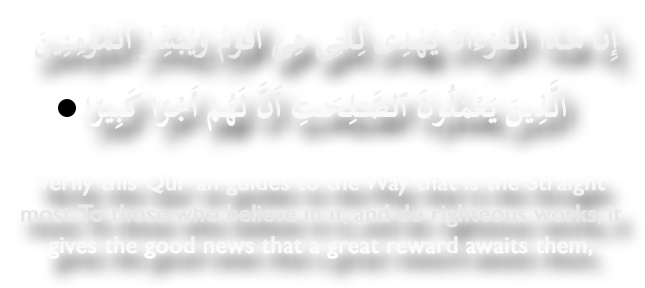 إِنَّ هَٰذَا ٱلْقُرْءَانَ يَهْدِى لِلَّتِى هِىَ أَقْوَمُ وَيُبَشِّرُ ٱلْمُؤْمِنِينَ
ٱلَّذِينَ يَعْمَلُونَ ٱلصَّـٰلِحَـٰتِ أَنَّ لَهُمْ أَجْرًا كَبِيرًا ●
Verily this Qur'an guides to the Way that is the Straight
most. To those who believe in it, and do righteous works, it
gives the good news that a great reward awaits them,